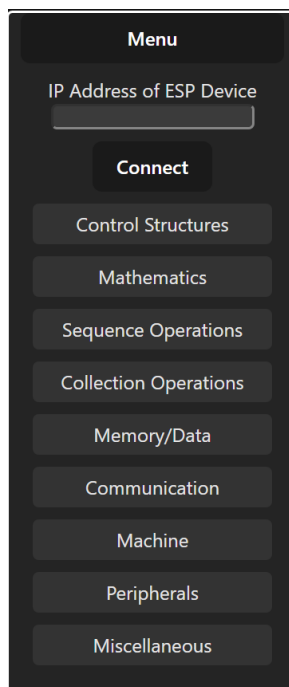 Menu
IP Address of ESP Device
Connect
Control Structures
Mathematics
Sequence Operations
Collection Operations
Memory/Data
Communication
Machine
Peripherals
Miscellaneous